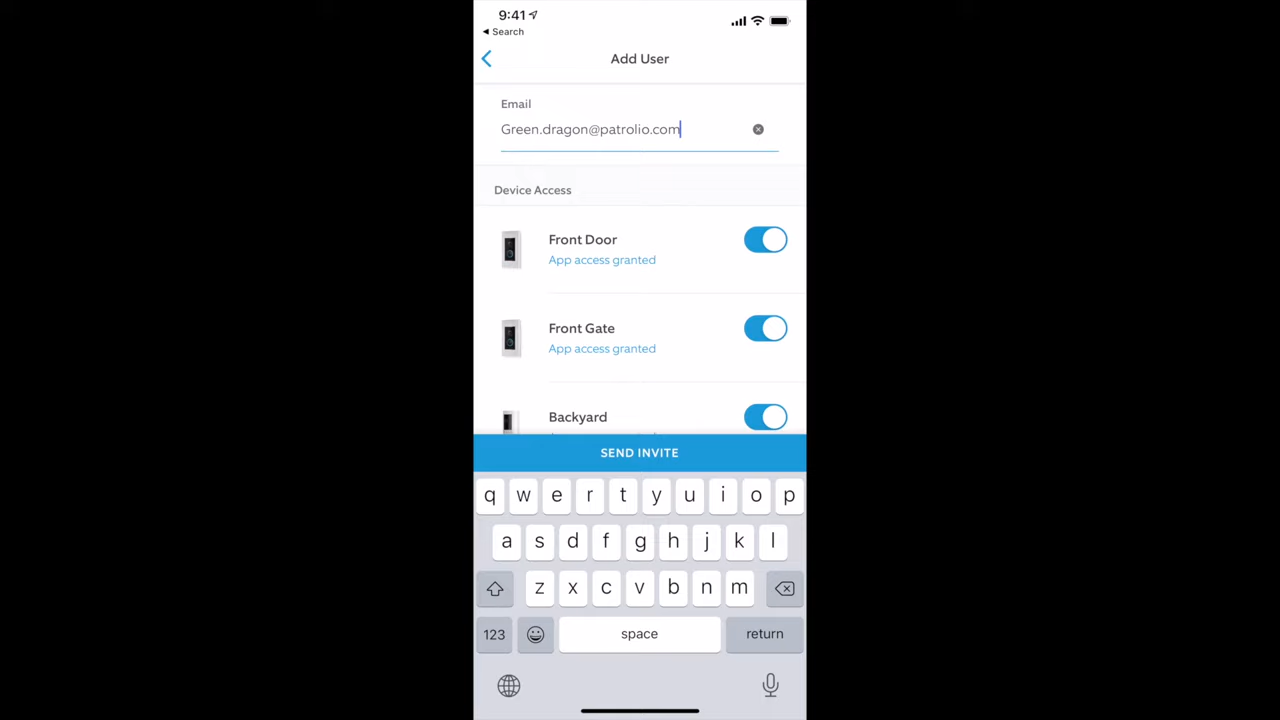 9:41
Search
Add User
Email
Green.dragon@patrolio.com
Device Access
Front Door
App access granted
Front Gate
App access granted
Backyard
SEND INVITE
q w e r t y u i o p
a s d f g h j k l
z x c v b n m
123 space return